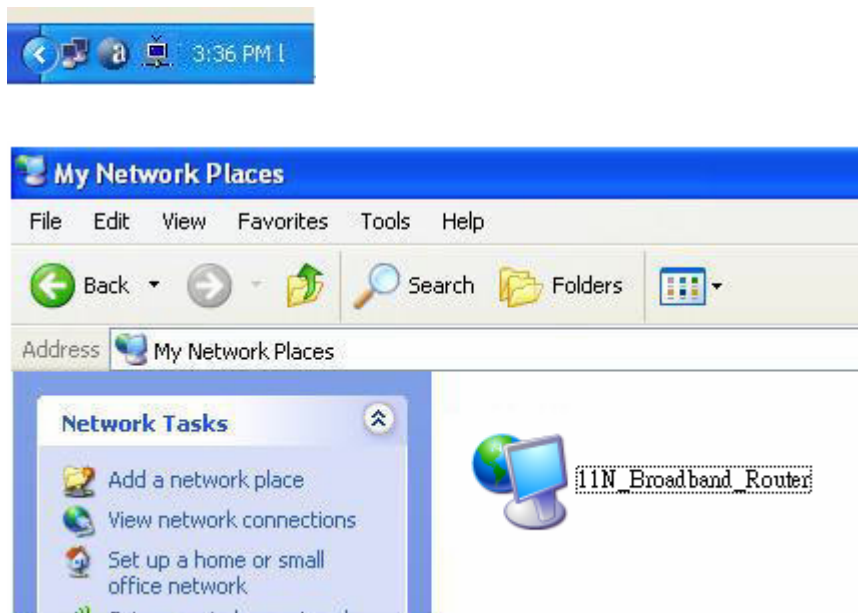 3:36 PM
My Network Places
File Edit View Favorites Tools Help
Back Search Folders
Address My Network Places
Network Tasks
Add a network place
View network connections
Set up a home or small
office network
11N_Broadband_Router